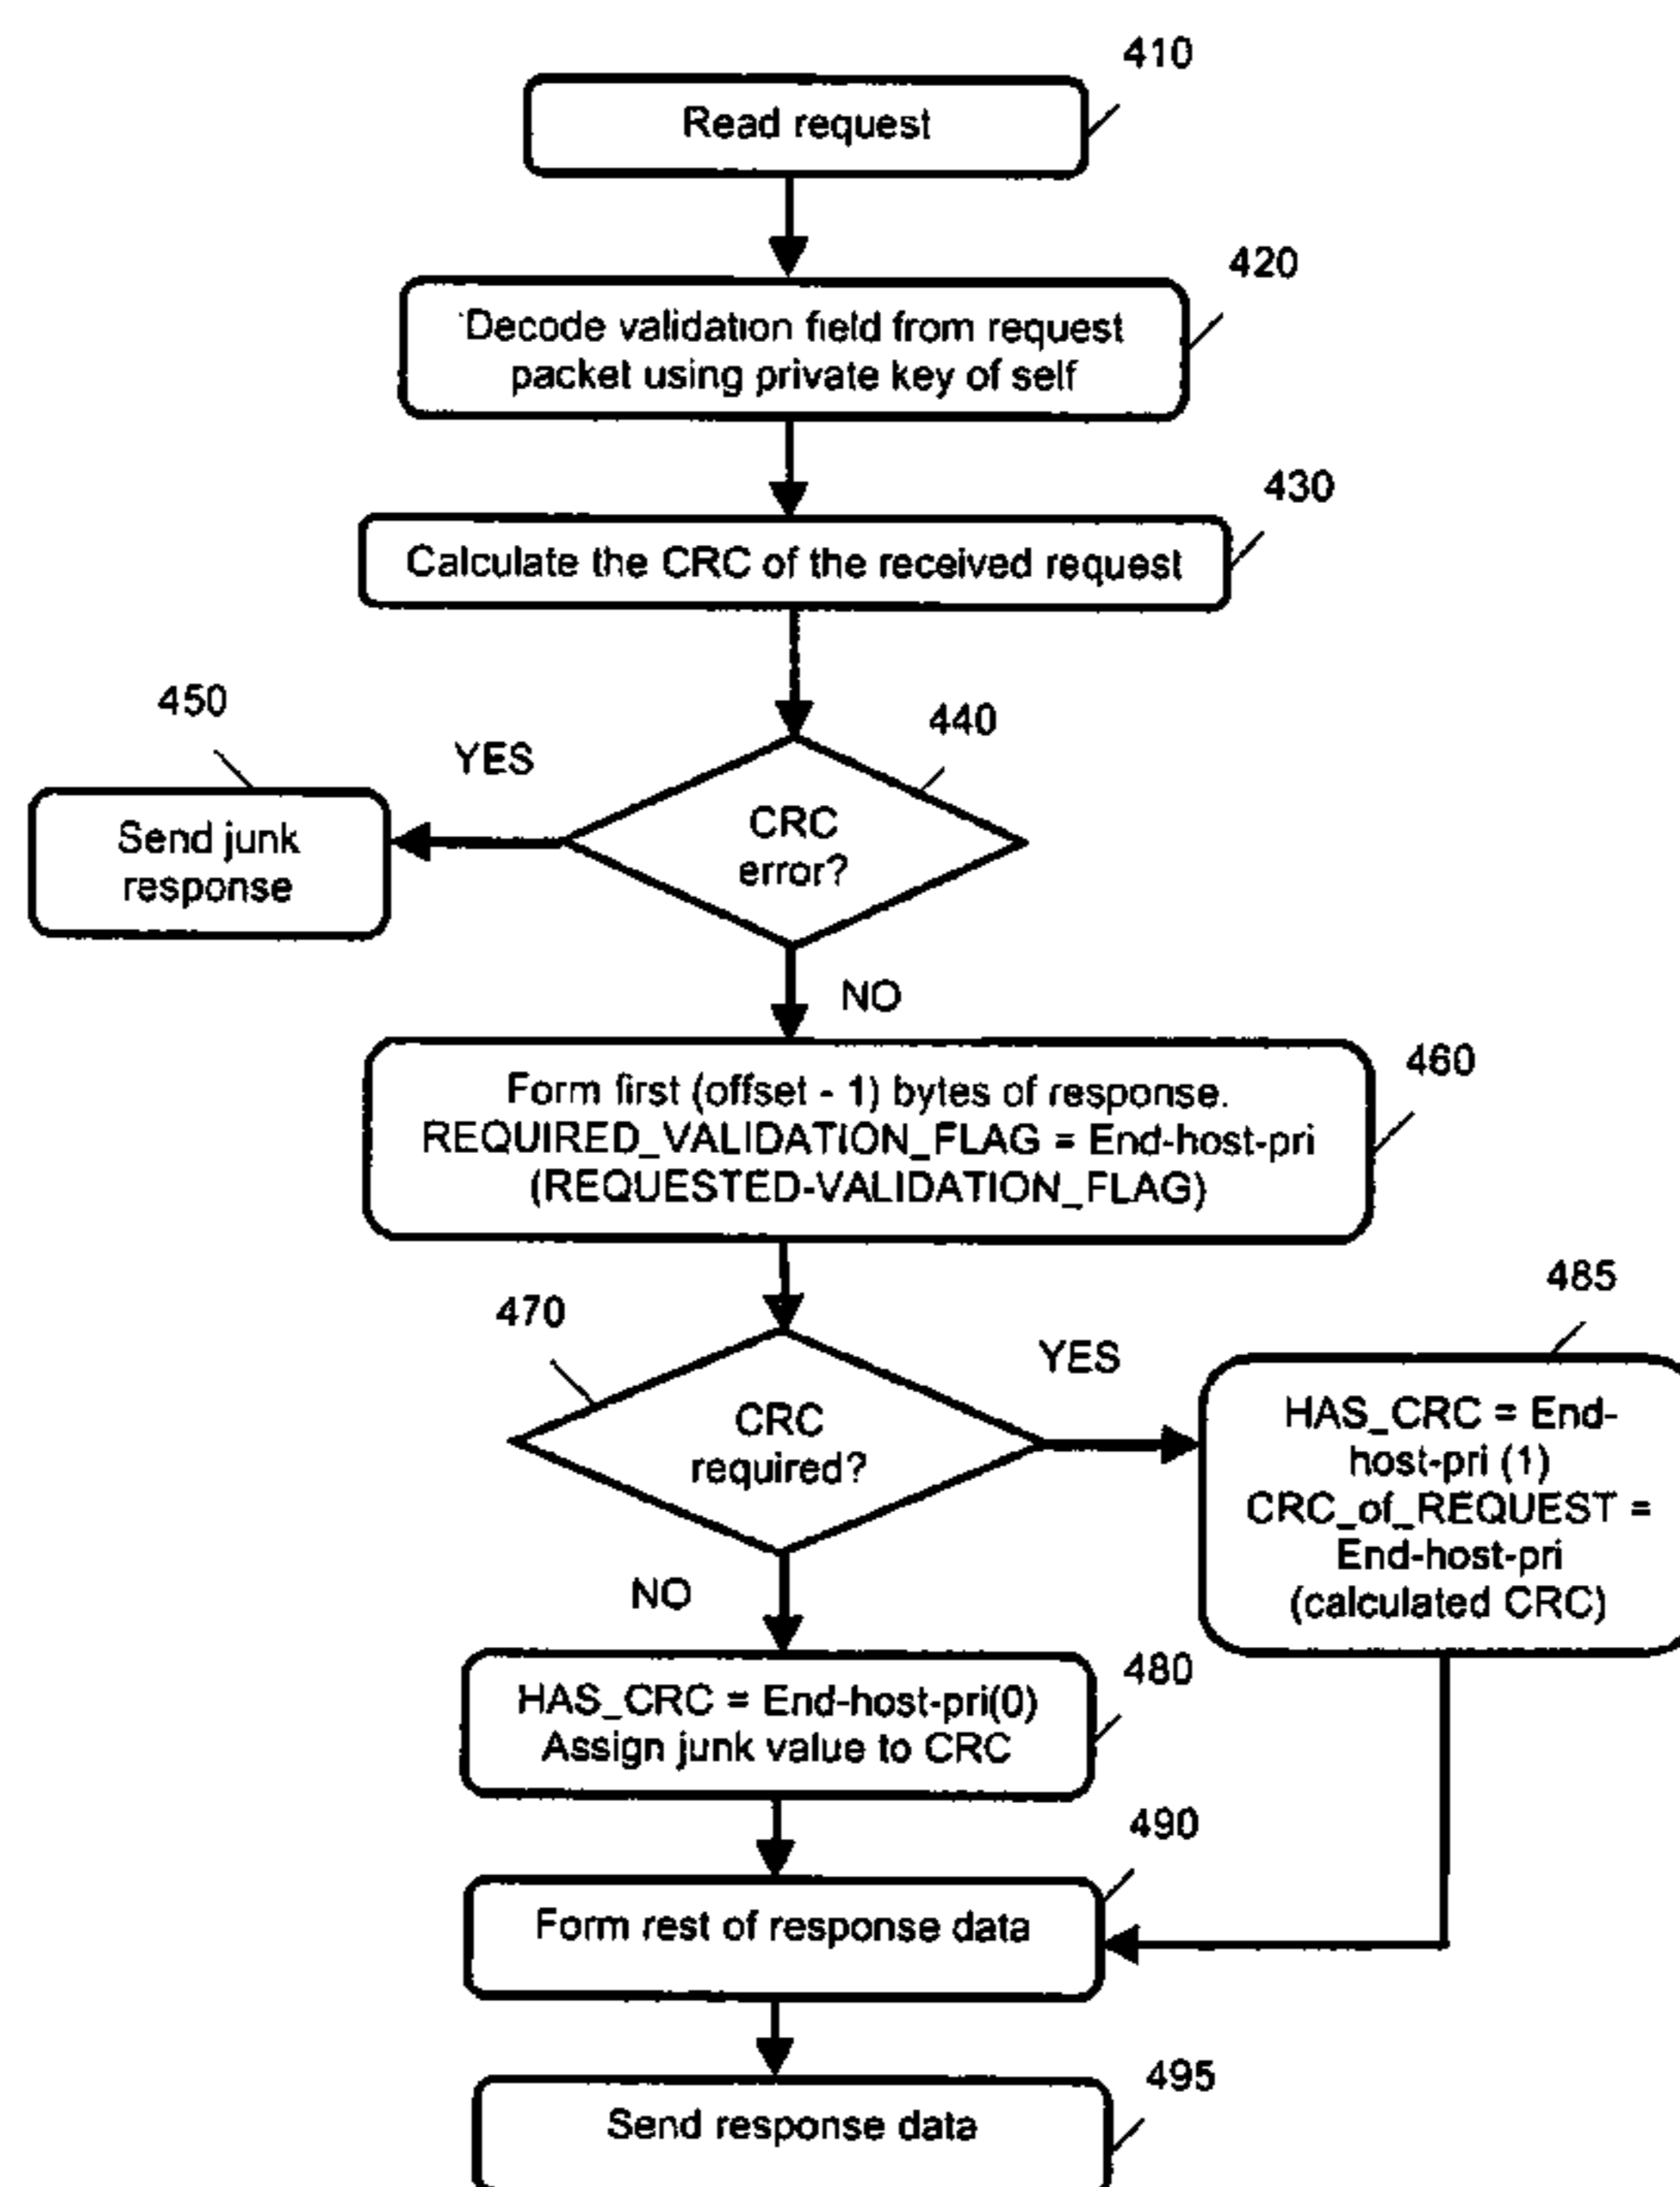 410
Read request
420
Decode validation field from request
packet using private key of self
430
Calculate the CRC of the received request
450
440
YES
CRC
error?
Send junk
response
NO
460
Form first (offset - 1) bytes of response.
REQUIRED_VALIDATION_FLAG = End-host-pri
(REQUESTED-VALIDATION_FLAG)
485
470
YES
CRC
required?
HAS_CRC = End-
host-pri (1)
CRC_of_REQUEST =
End-host-pri
(calculated CRC)
NO
480
HAS_CRC = End-host-pri(0)
Assign junk value to CRC
490
Form rest of response data
495
Send response data